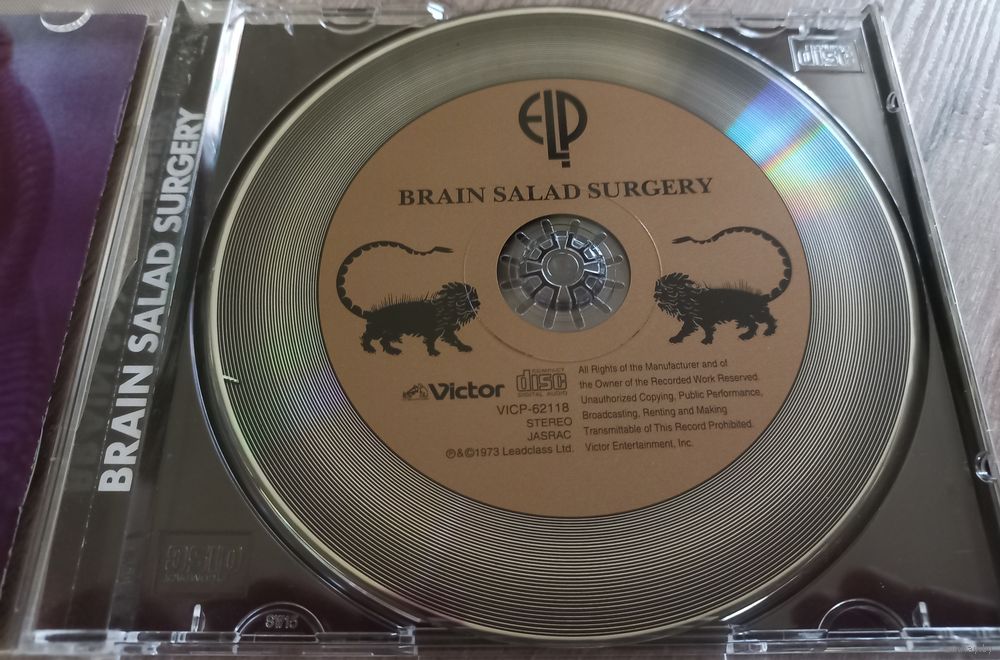 BRAIN SALAD SURGERY
ELP
BRAIN SALAD SURGERY
Victor
COMPACT
disc
DIGITAL AUDIO
VICP-62118
STEREO
JASRAC
℗&©1973 Leadclass Ltd.
All Rights of the Manufacturer and of
the Owner of the Recorded Work Reserved.
Unauthorized Copying, Public Performance,
Broadcasting, Renting and Making
Transmittable of This Record Prohibited.
Victor Entertainment, Inc.
disc